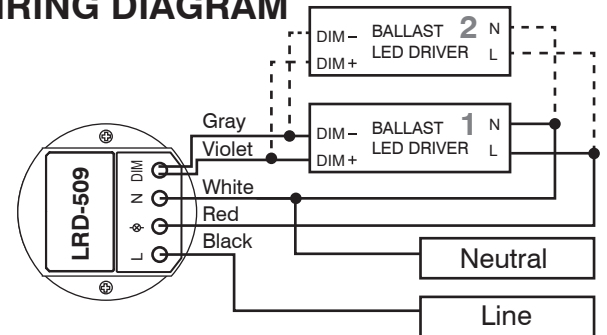 WIRING DIAGRAM
DIM – BALLAST 2 N
DIM + LED DRIVER L
DIM – BALLAST 1 N
DIM + LED DRIVER L
Gray
Violet
White
Red
Black
LRD-509
DIM
N
L
Neutral
Line